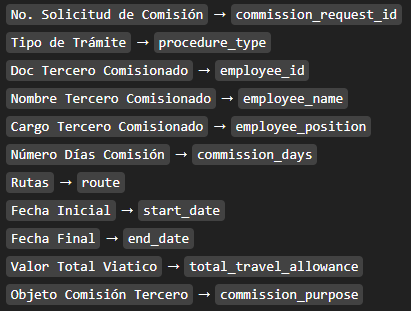 No. Solicitud de Comisión → commission_request_id
Tipo de Trámite → procedure_type
Doc Tercero Comisionado → employee_id
Nombre Tercero Comisionado → employee_name
Cargo Tercero Comisionado → employee_position
Número Días Comisión → commission_days
Rutas → route
Fecha Inicial → start_date
Fecha Final → end_date
Valor Total Viatico → total_travel_allowance
Objeto Comisión Tercero → commission_purpose